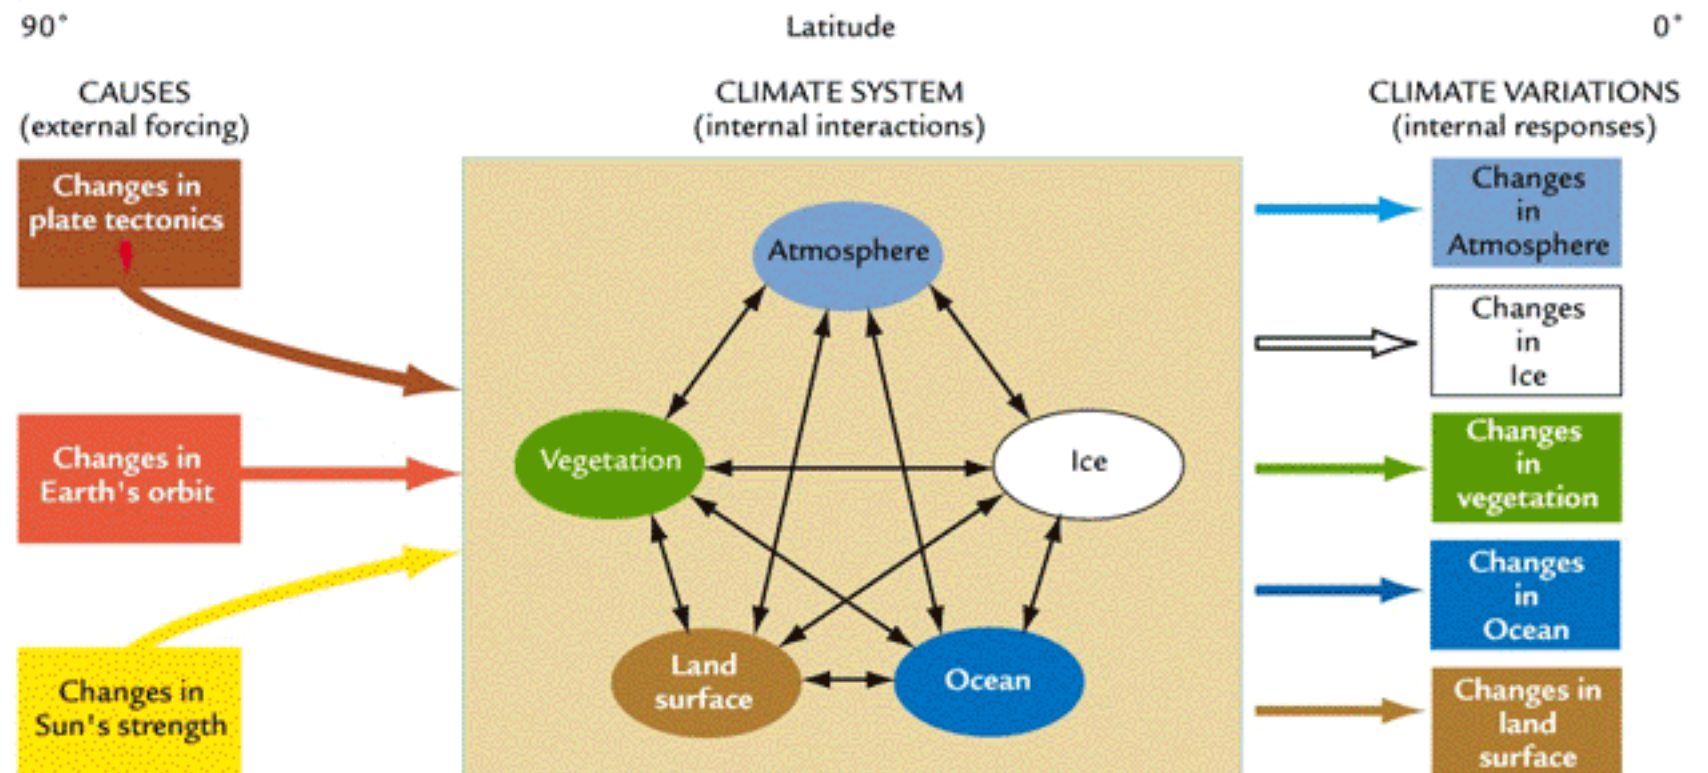 90° Latitude 0°
CAUSES
(external forcing)
CLIMATE SYSTEM
(internal interactions)
CLIMATE VARIATIONS
(internal responses)
Changes in
plate tectonics
Changes in
Earth's orbit
Changes in
Sun's strength
Atmosphere
Vegetation
Ice
Land
surface
Ocean
Changes
in
Atmosphere
Changes
in
Ice
Changes
in
vegetation
Changes
in
Ocean
Changes in
land
surface